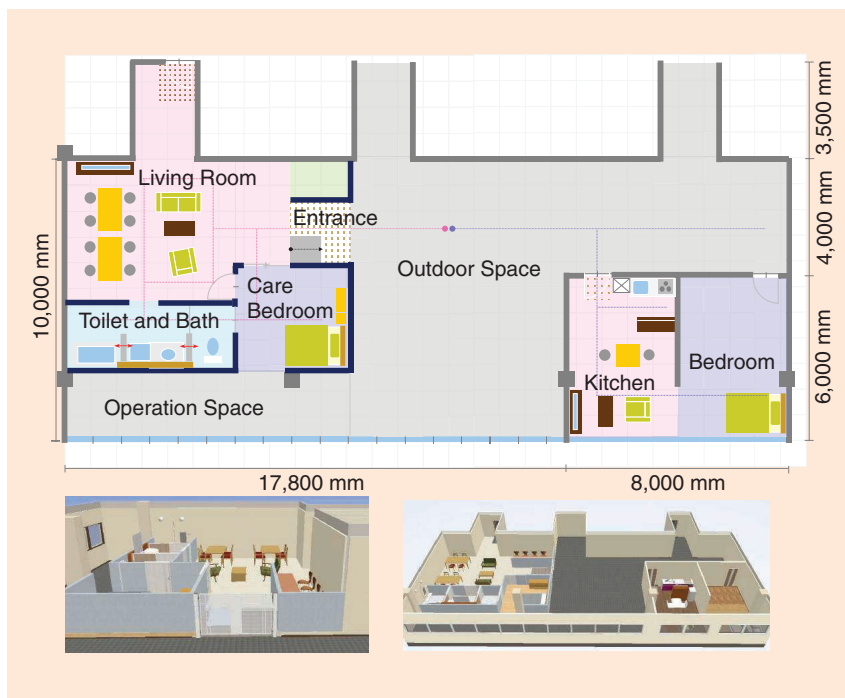 3,500 mm
Living Room
Entrance
4,000 mm
Outdoor Space
10,000 mm
Care
Bedroom
Toilet and Bath
Bedroom
Kitchen
6,000 mm
Operation Space
17,800 mm
8,000 mm